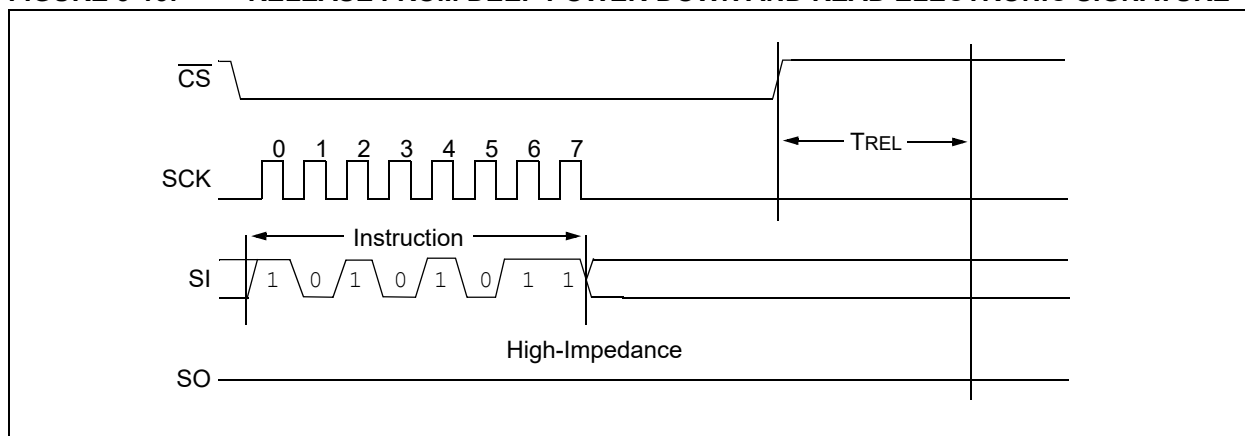 CS
TREL
0 1 2 3 4 5 6 7
SCK
Instruction
SI 1 0 1 0 1 0 1 1
High-Impedance
SO